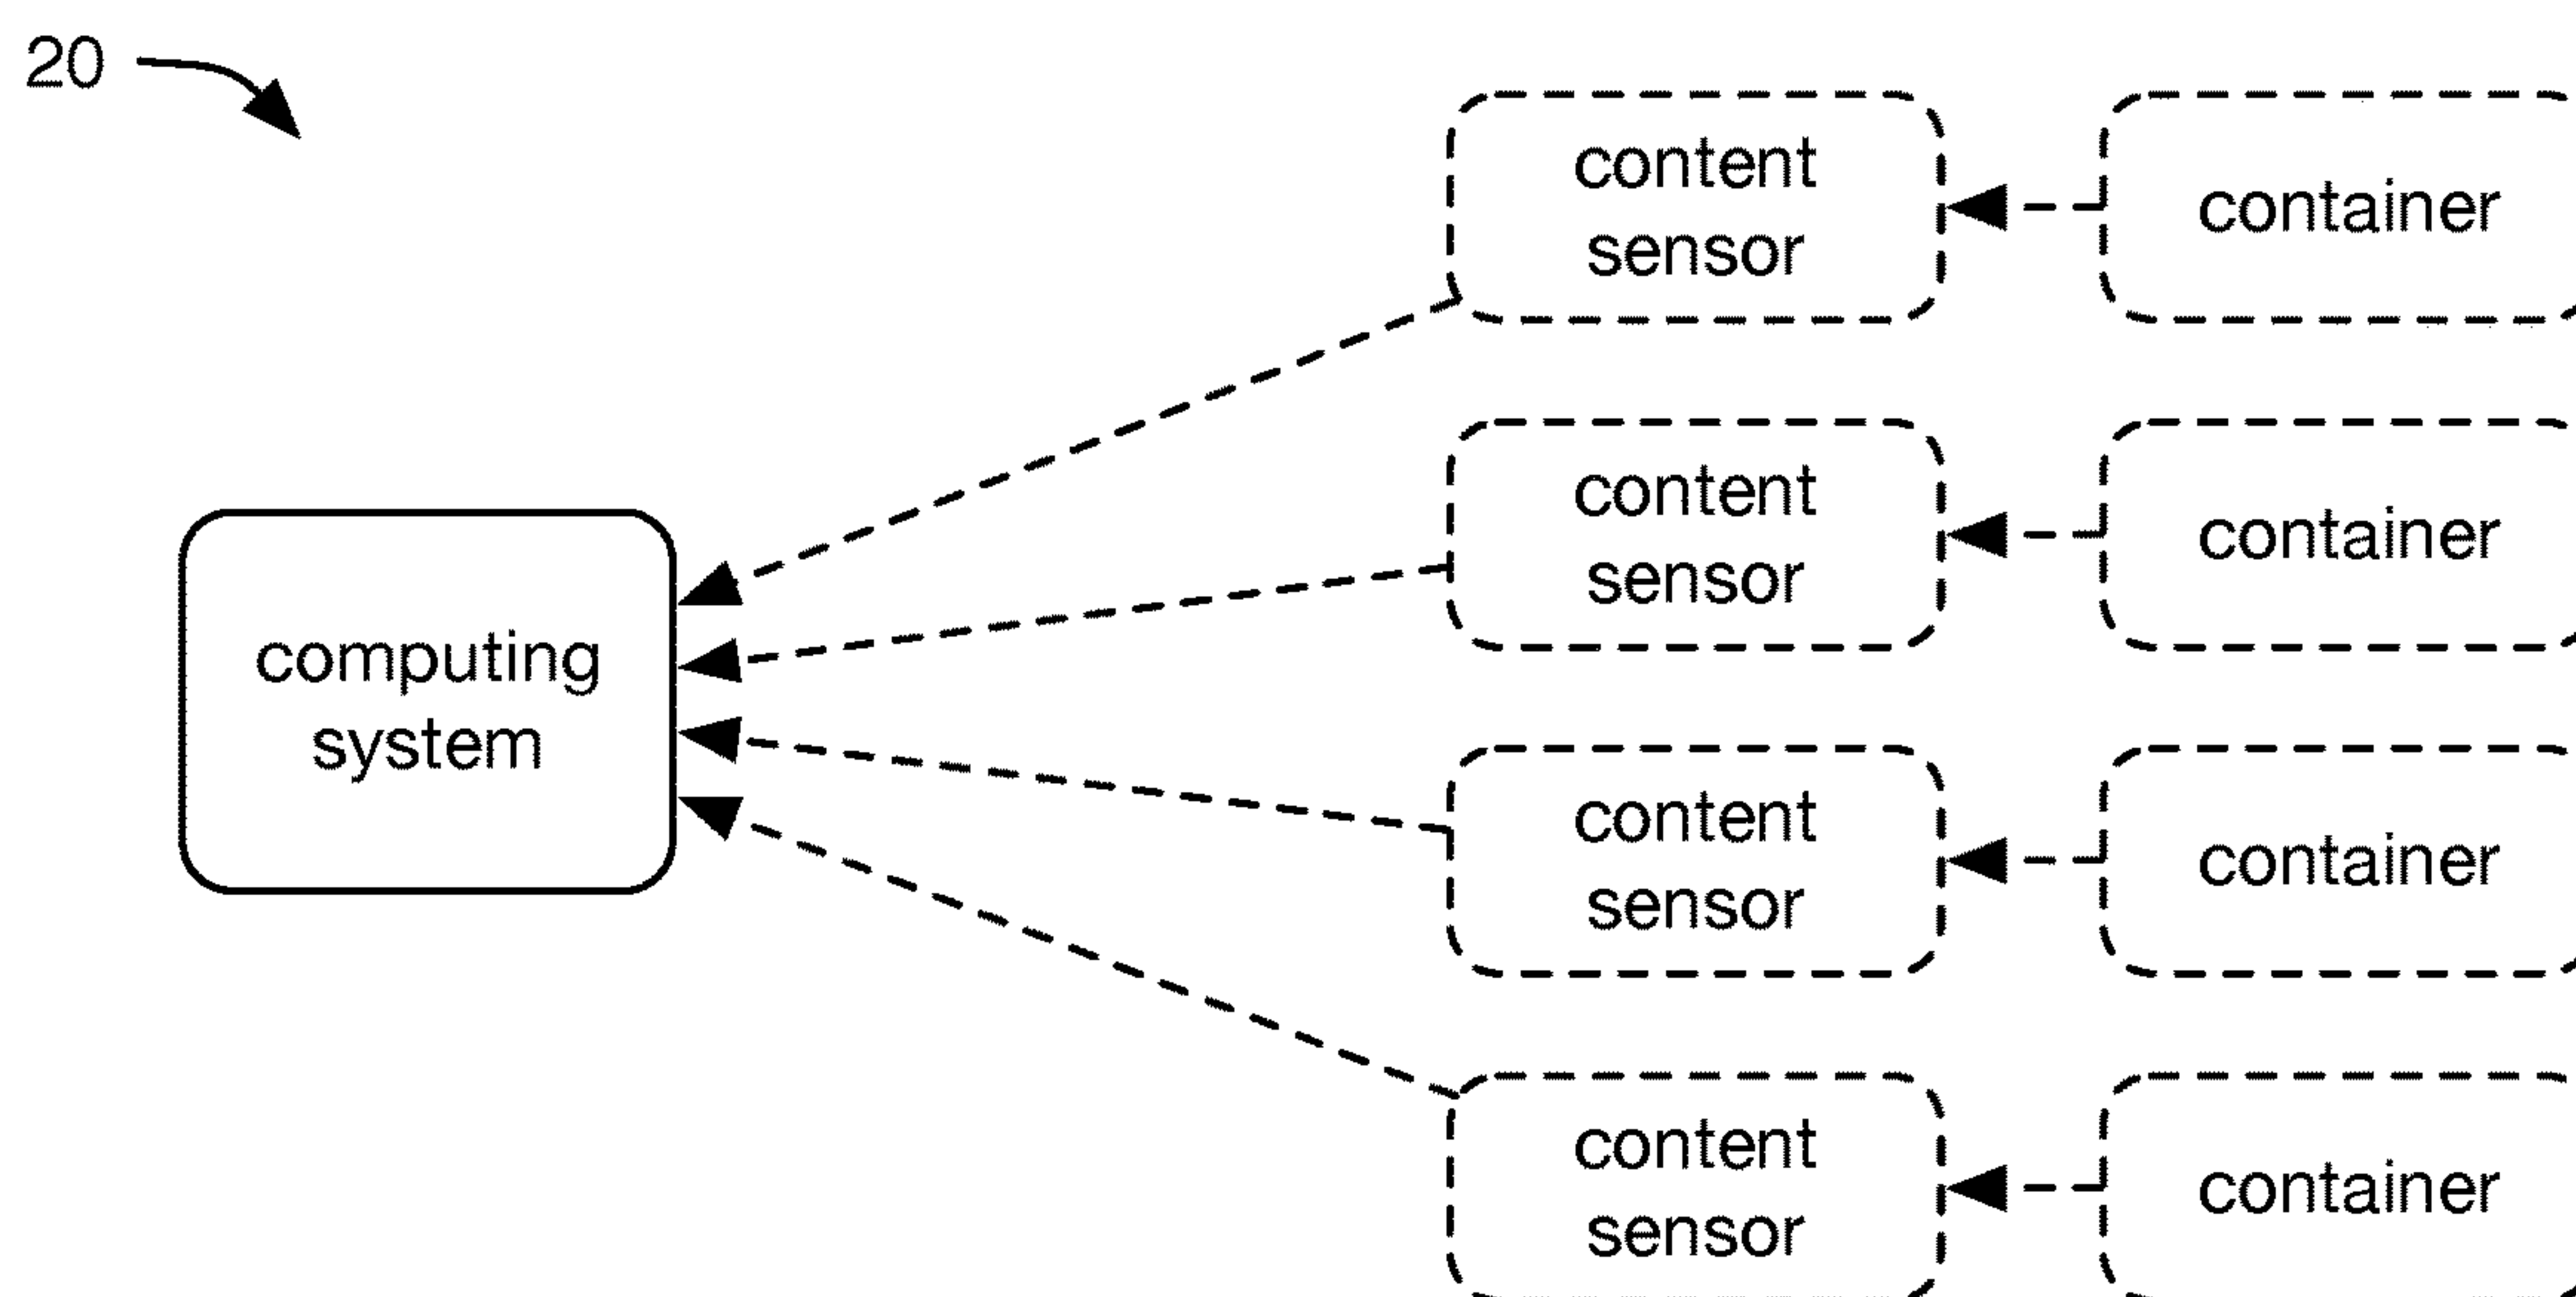 20
content
sensor
container
content
sensor
container
computing
system
content
sensor
container
content
sensor
container